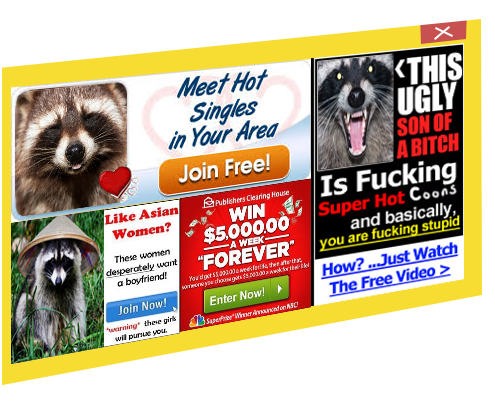 Meet Hot
Singles
in Your Area
Join Free!
Like Asian
Women?
These women
desperately want
a boyfriend!
Join Now!
"warning" these girls
will pursue you.
Publishers Clearing House
WIN
$5,000.00
A WEEK
"FOREVER"
You'd get $5,000.00 a week for life, then after that,
someone you choose gets $5,000.00 a week for their life!
Enter Now!
SuperPrize Winner Announced on NBC!
THIS
UGLY
SON OF
A BITCH
Is Fucking
Super Hot Coons
and basically,
you are fucking stupid
How? ...Just Watch
The Free Video >